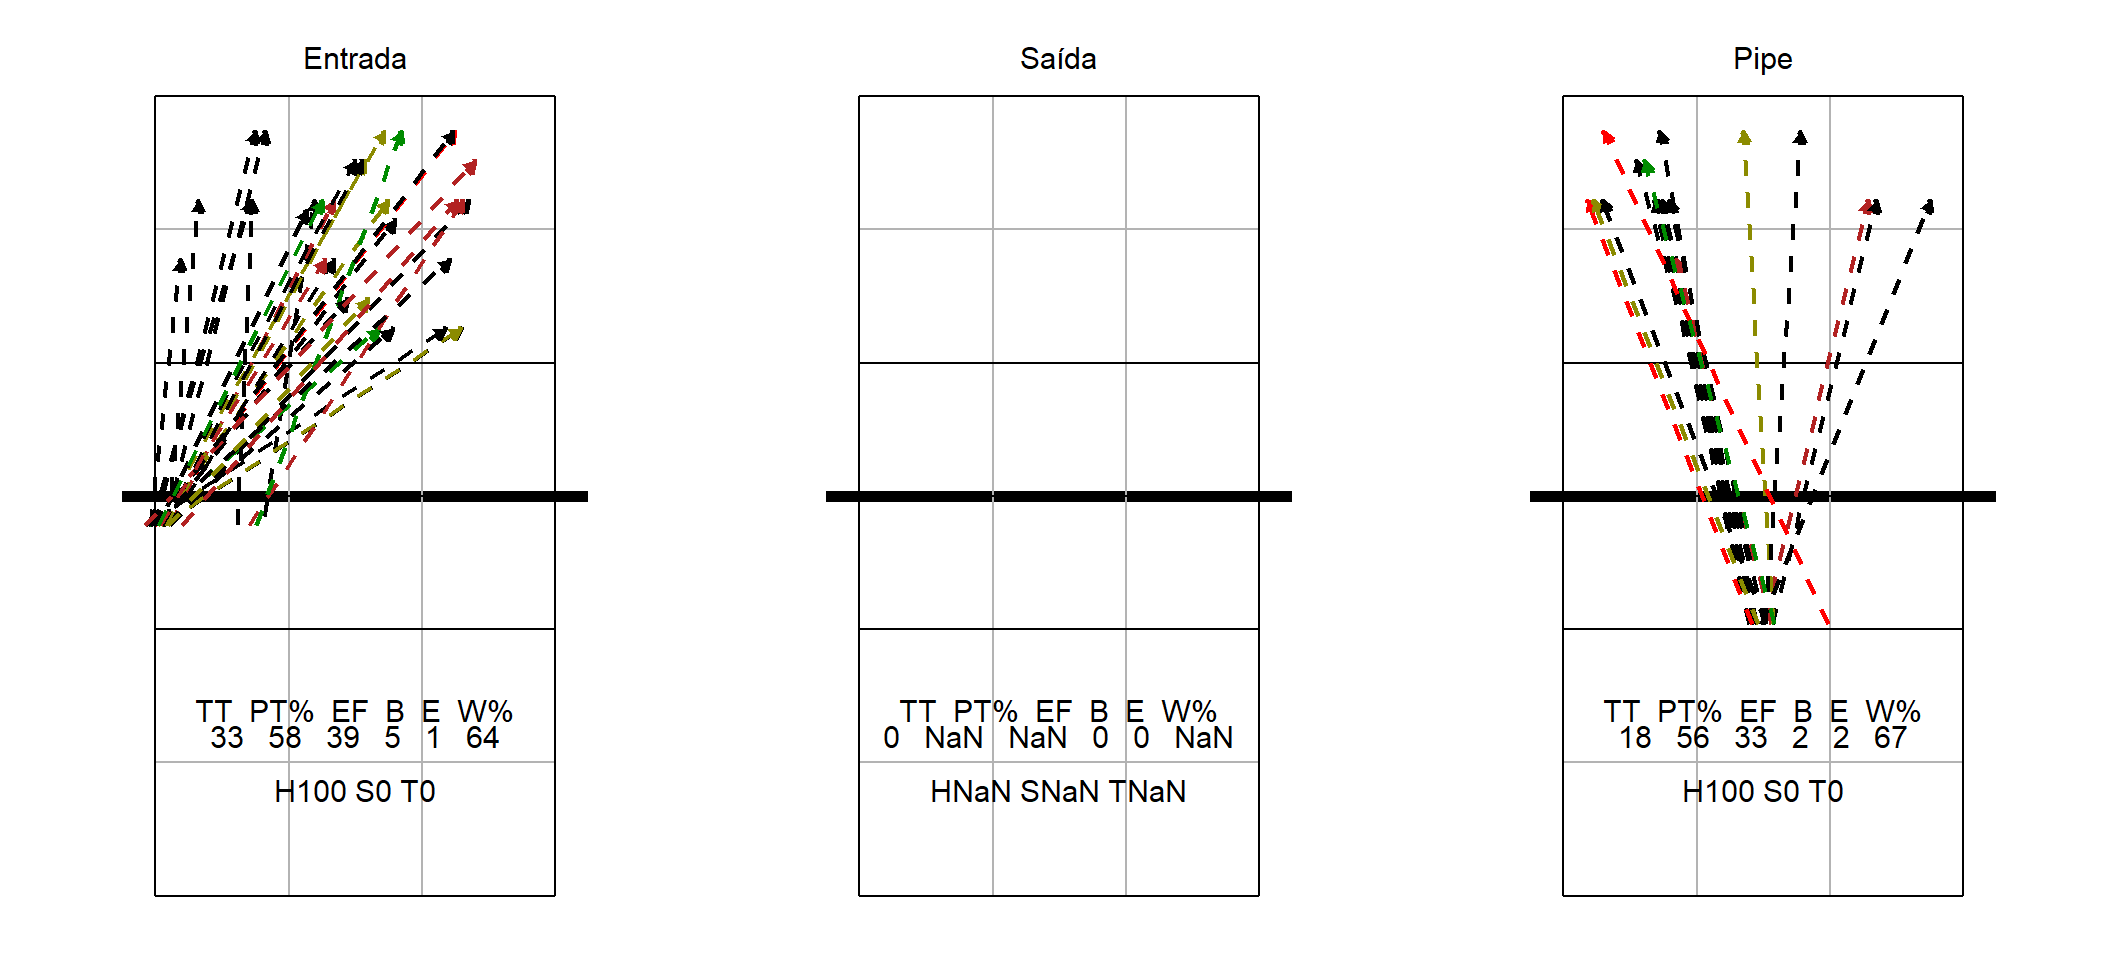 Entrada
TT PT% EF B E W%
33 58 39 5 1 64
H100 S0 T0
Saída
TT PT% EF B E W%
0 NaN NaN 0 0 NaN
HNaN SNaN TNaN
Pipe
TT PT% EF B E W%
18 56 33 2 2 67
H100 S0 T0